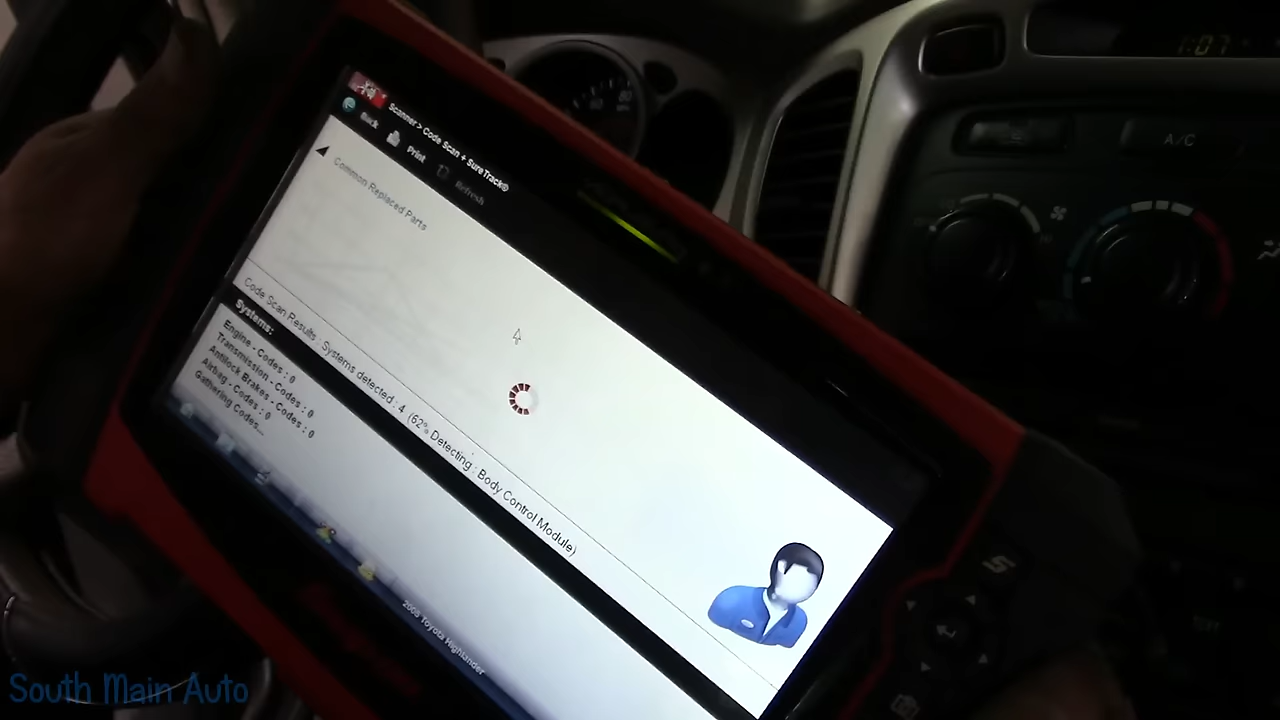 Scanner > Code Scan + SureTrack®
Back Print Refresh
Common Replaced Parts
Code Scan Results : Systems detected : 4 (62% Detecting : Body Control Module)
Systems:
Engine - Codes : 0
Transmission - Codes : 0
Antilock Brakes - Codes : 0
Airbag - Codes : 0
Gathering Codes...
Toyota Highlander
1:07
A/C
South Main Auto